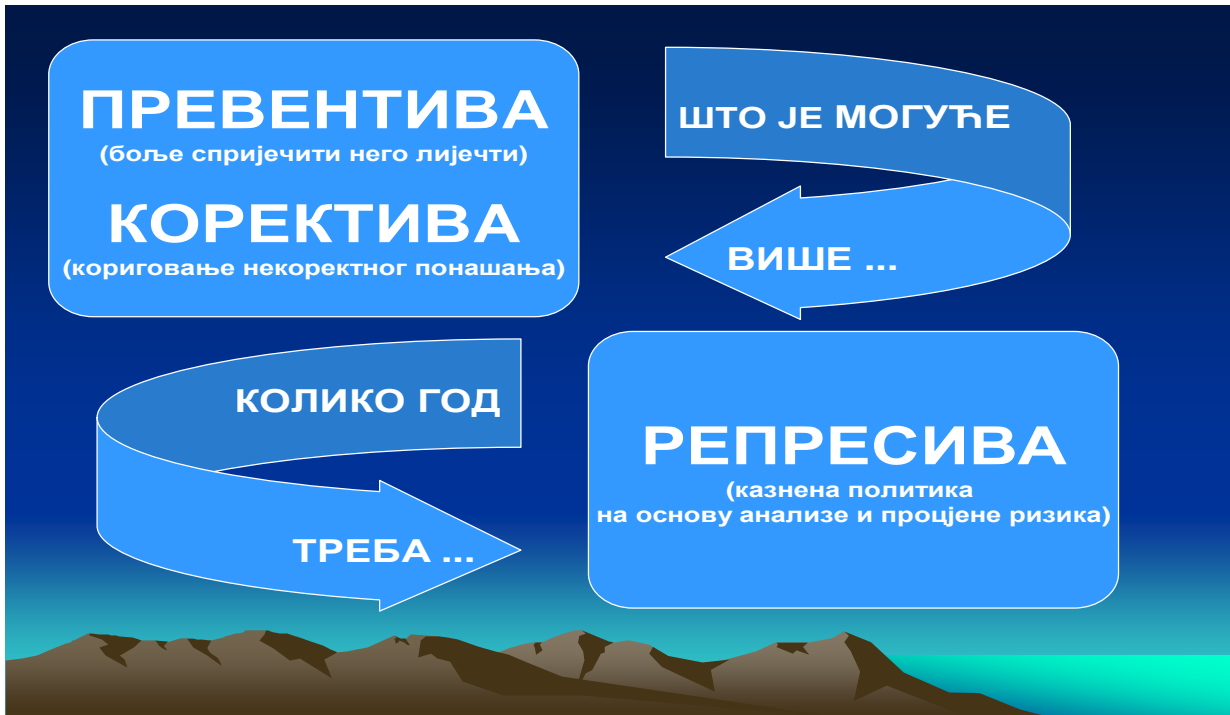 ПРЕВЕНТИВА
(боље спријечити него лијечти)
КОРЕКТИВА
(кориговање некоректног понашања)
ШТО ЈЕ МОГУЋЕ
ВИШЕ ...
КОЛИКО ГОД
ТРЕБА ...
РЕПРЕСИВА
(казнена политика
на основу анализе и процјене ризика)